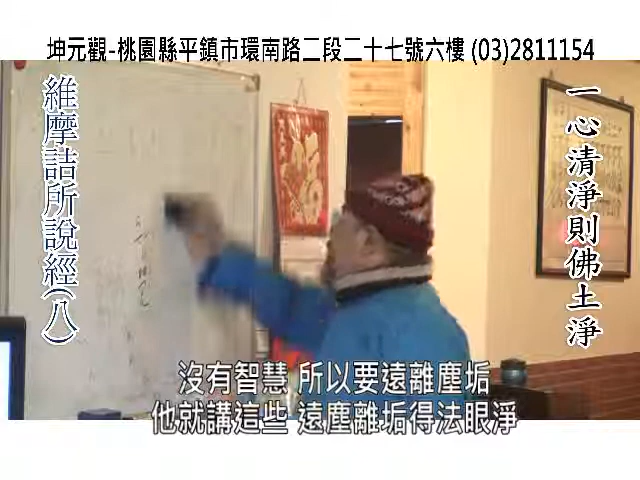 坤元觀-桃園縣平鎮市環南路二段二十七號六樓 (03)2811154
維摩詰所說經(八)
一心清淨則佛土淨
沒有智慧 所以要遠離塵垢
他就講這些 遠塵離垢得法眼淨